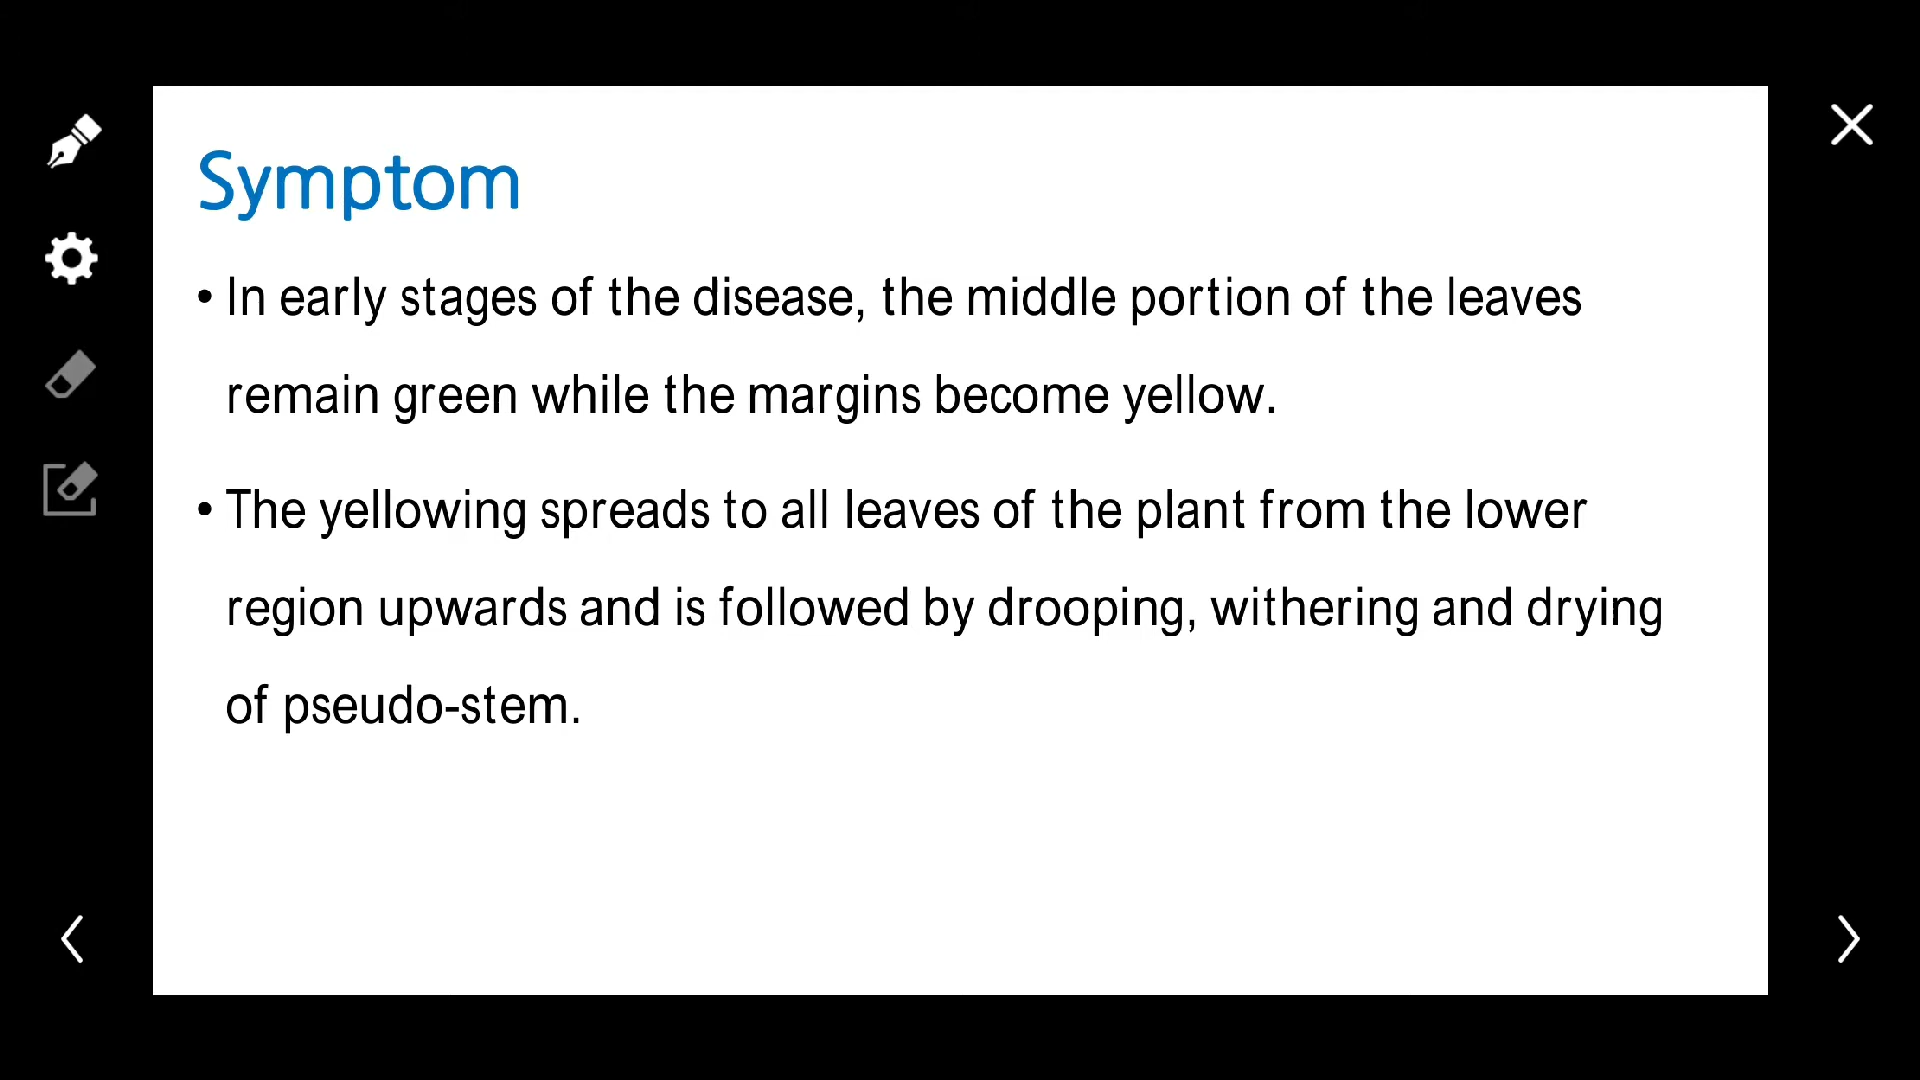 Symptom
• In early stages of the disease, the middle portion of the leaves
remain green while the margins become yellow.
• The yellowing spreads to all leaves of the plant from the lower
region upwards and is followed by drooping, withering and drying
of pseudo-stem.